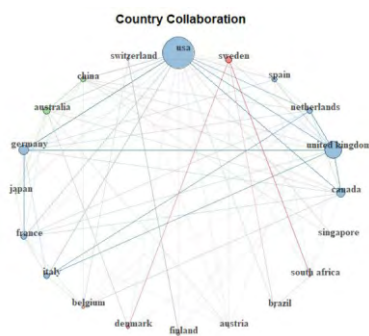 Country Collaboration
usa
switzerland
sweden
china
spain
australia
netherlands
germany
united kingdom
japan
canada
france
singapore
italy
south africa
belgium
brazil
denmark
finland
austria